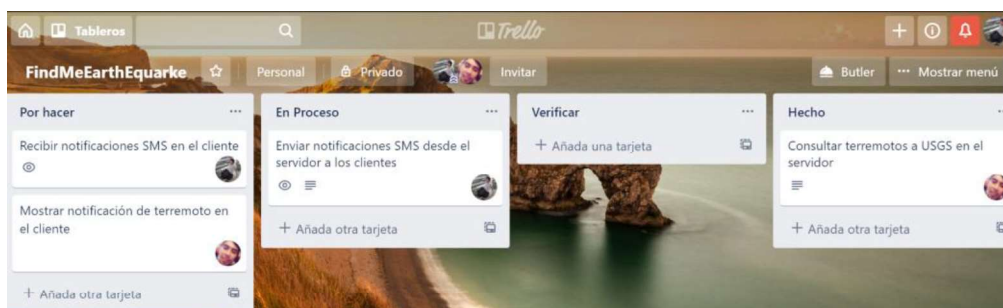 Tableros
Trello
FindMeEarthEquarke
Personal
Privado
Invitar
Butler
Mostrar menú
Por hacer
Recibir notificaciones SMS en el cliente
Mostrar notificación de terremoto en
el cliente
+ Añada otra tarjeta
En Proceso
Enviar notificaciones SMS desde el
servidor a los clientes
+ Añada otra tarjeta
Verificar
+ Añada una tarjeta
Hecho
Consultar terremotos a USGS en el
servidor
+ Añada otra tarjeta